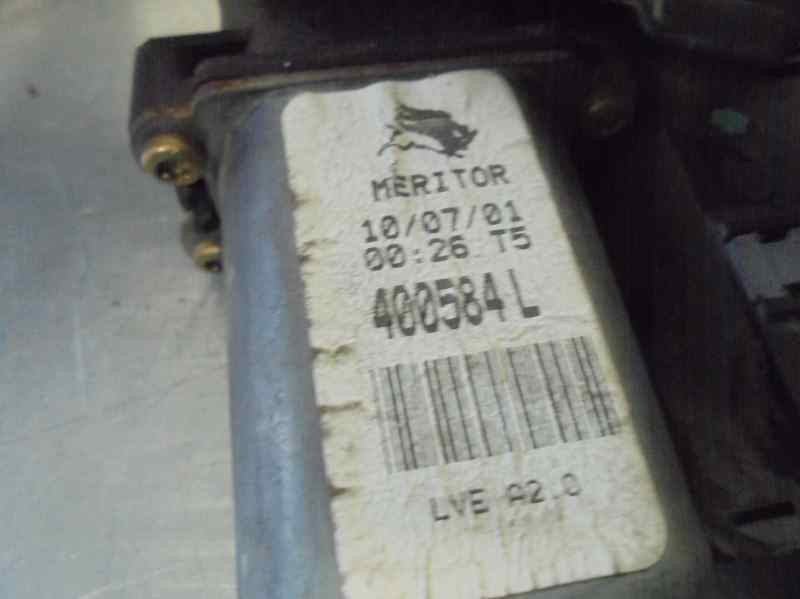 MERITOR
10/07/01
00:26 T5
400584 L
LVE A2.0